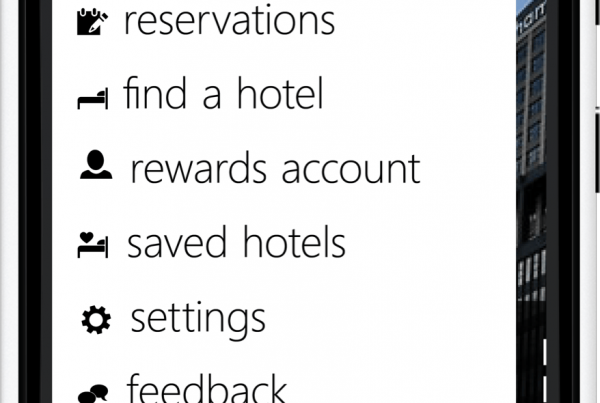 reservations
find a hotel
rewards account
saved hotels
settings
feedback